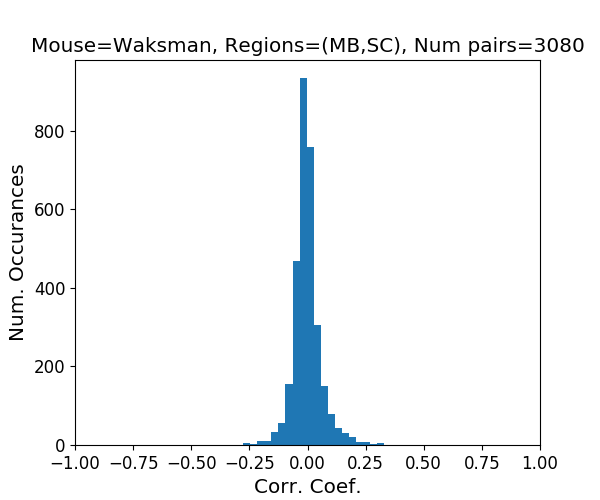 Mouse=Waksman, Regions=(MB,SC), Num pairs=3080
Num. Occurances
800
600
400
200
0
−1.00 −0.75 −0.50 −0.25 0.00 0.25 0.50 0.75 1.00
Corr. Coef.